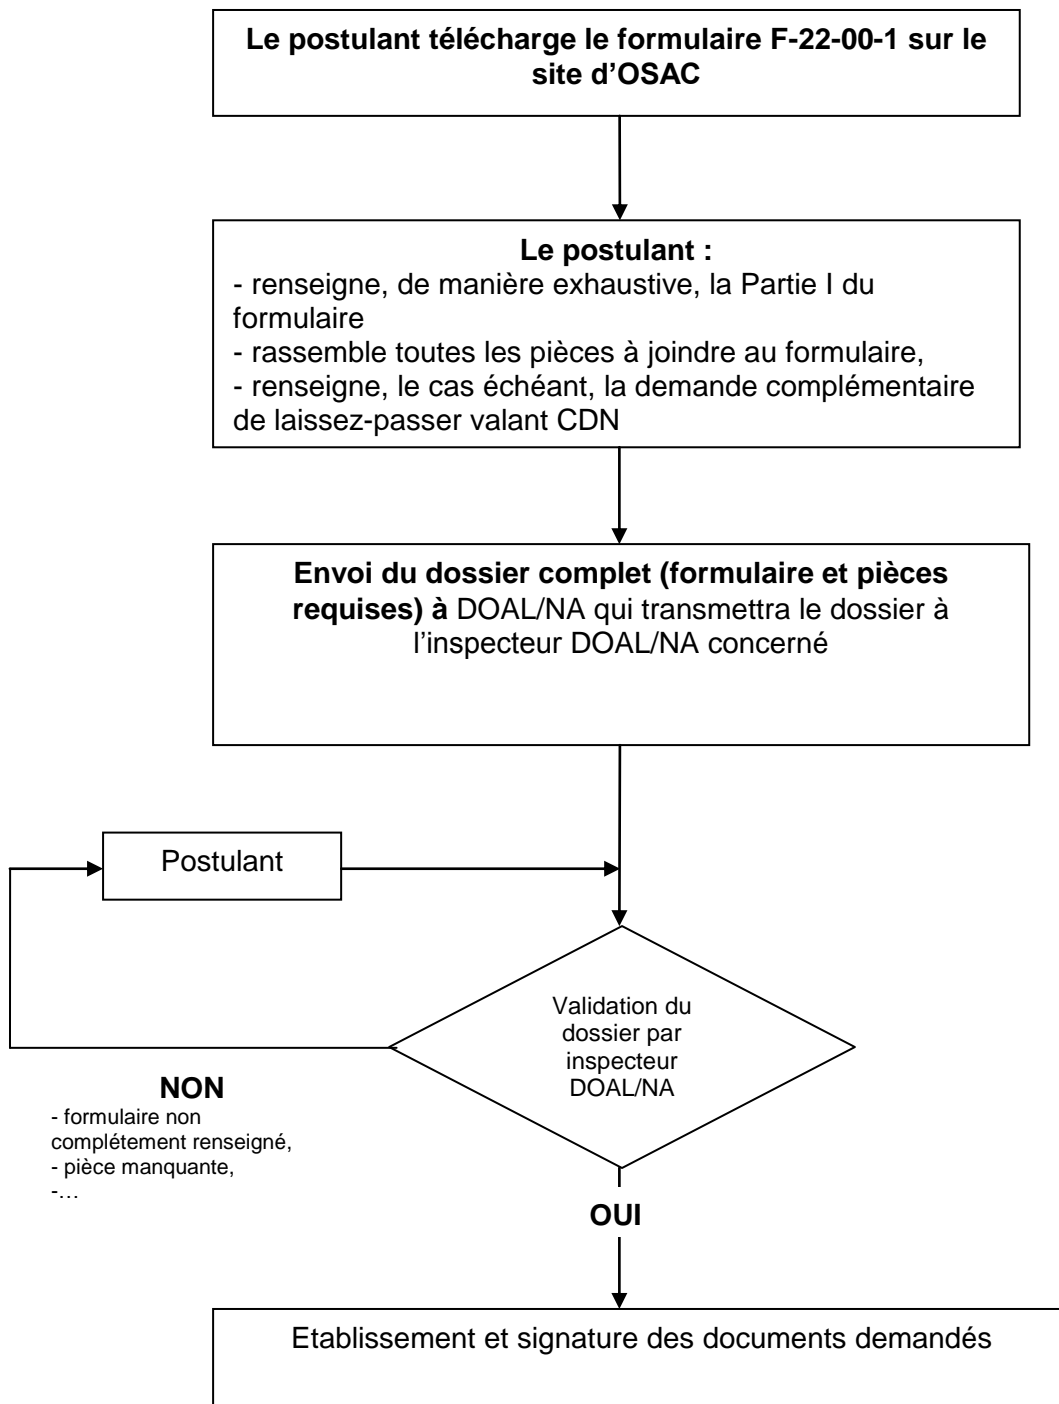 Le postulant télécharge le formulaire F-22-00-1 sur le
site d’OSAC
Le postulant :
- renseigne, de manière exhaustive, la Partie I du
formulaire
- rassemble toutes les pièces à joindre au formulaire,
- renseigne, le cas échéant, la demande complémentaire
de laissez-passer valant CDN
Envoi du dossier complet (formulaire et pièces
requises) à DOAL/NA qui transmettra le dossier à
l’inspecteur DOAL/NA concerné
Postulant
Validation du
dossier par
inspecteur
DOAL/NA
NON
- formulaire non
complétement renseigné,
- pièce manquante,
-…
OUI
Etablissement et signature des documents demandés